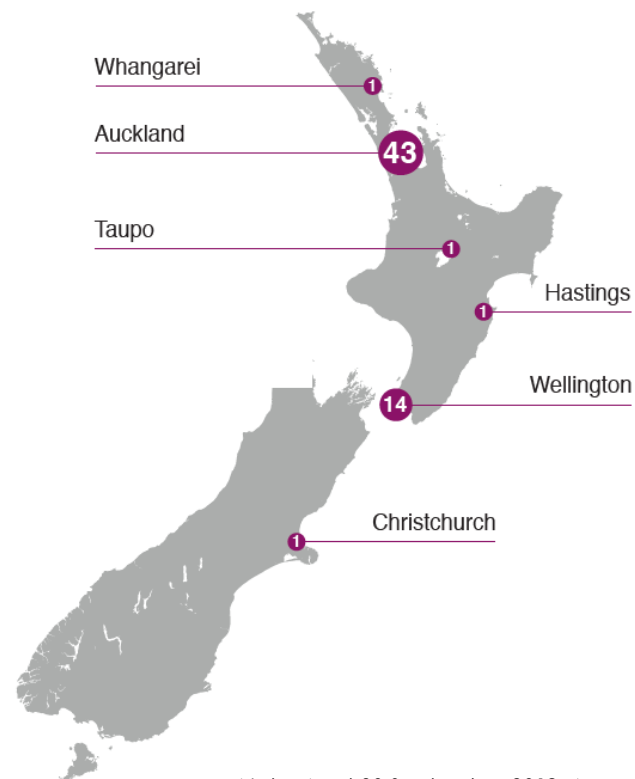 Whangarei
1
Auckland
43
Taupo
1
Hastings
1
Wellington
14
Christchurch
1